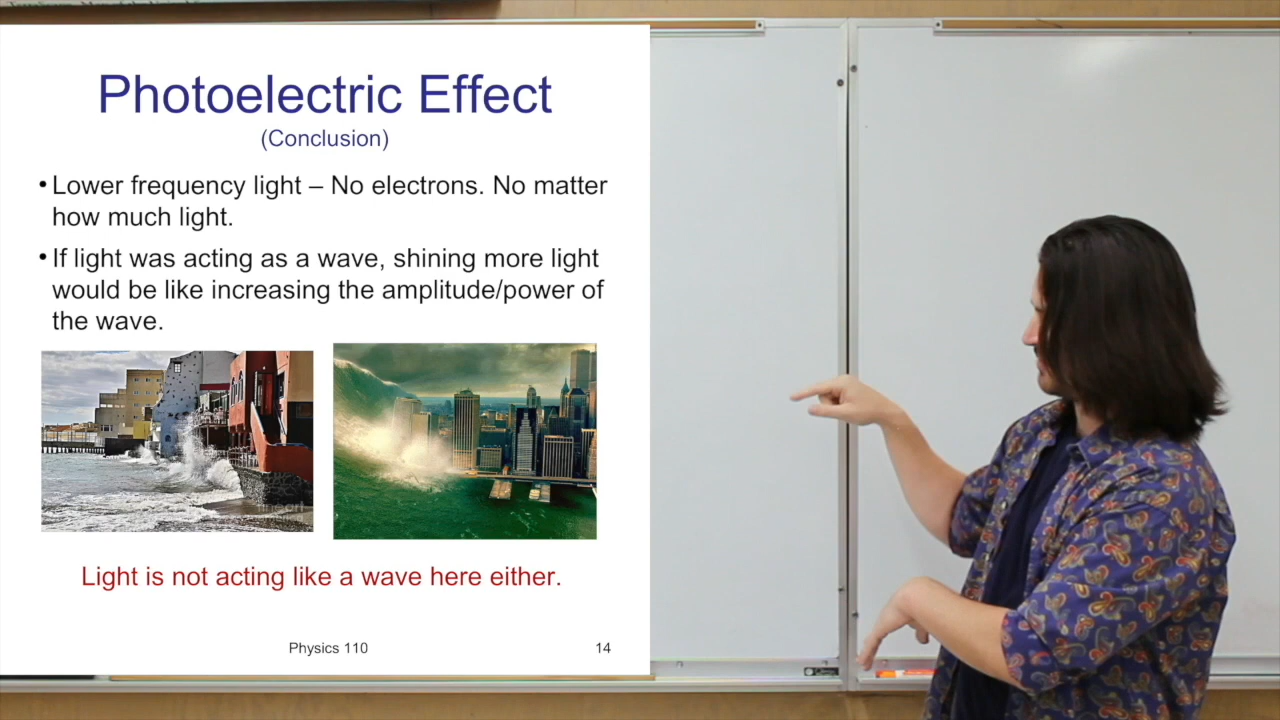 Photoelectric Effect
(Conclusion)
• Lower frequency light – No electrons. No matter
how much light.
• If light was acting as a wave, shining more light
would be like increasing the amplitude/power of
the wave.
Light is not acting like a wave here either.
Physics 110
14